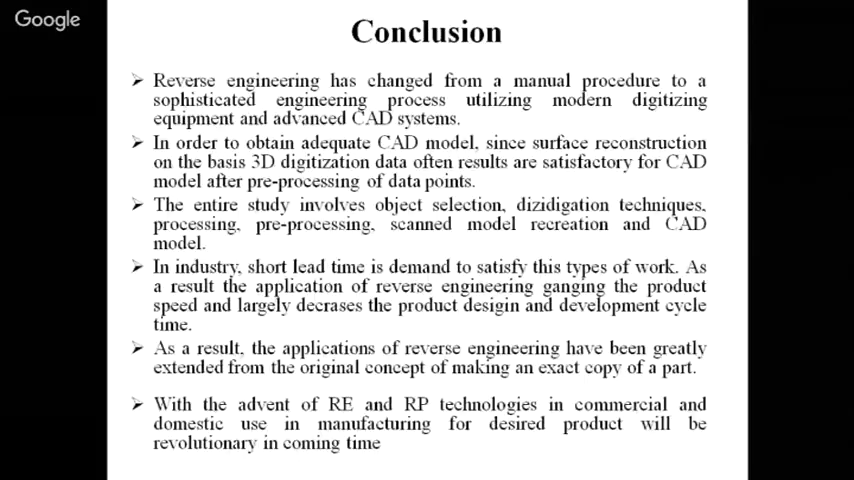 Google
Conclusion
➢ Reverse engineering has changed from a manual procedure to a
sophisticated engineering process utilizing modern digitizing
equipment and advanced CAD systems.
➢ In order to obtain adequate CAD model, since surface reconstruction
on the basis 3D digitization data often results are satisfactory for CAD
model after pre-processing of data points.
➢ The entire study involves object selection, dizidigation techniques,
processing, pre-processing, scanned model recreation and CAD
model.
➢ In industry, short lead time is demand to satisfy this types of work. As
a result the application of reverse engineering ganging the product
speed and largely decrases the product desigin and development cycle
time.
➢ As a result, the applications of reverse engineering have been greatly
extended from the original concept of making an exact copy of a part.
➢ With the advent of RE and RP technologies in commercial and
domestic use in manufacturing for desired product will be
revolutionary in coming time